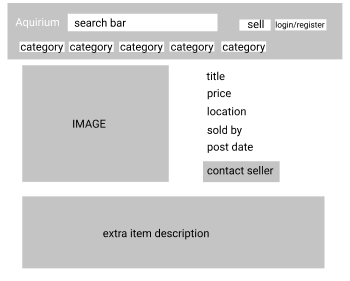 Aquirium search bar sell login/register
category category category category category
IMAGE
title
price
location
sold by
post date
contact seller
extra item description